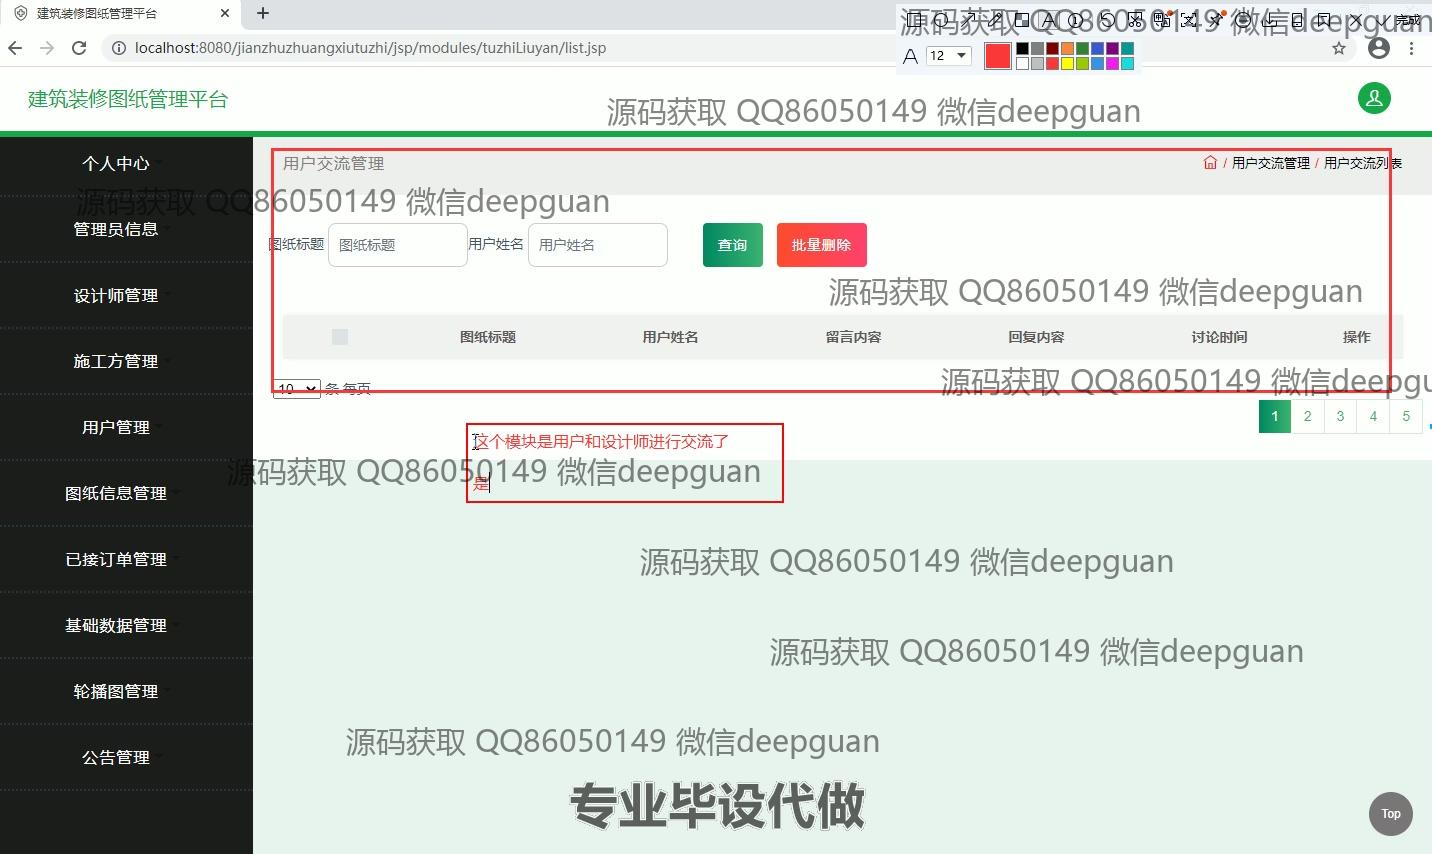 建筑装修图纸管理平台
localhost:8080/jianzhuzhuangxiutuzhi/jsp/modules/tuzhiLiuyan/list.jsp
完成
A 12
源码获取 QQ86050149 微信deepguan
建筑装修图纸管理平台
源码获取 QQ86050149 微信deepguan
个人中心
用户交流管理
/ 用户交流管理 / 用户交流列表
源码获取 QQ86050149 微信deepguan
管理员信息
图纸标题 图纸标题 用户姓名 用户姓名 查询 批量删除
设计师管理
源码获取 QQ86050149 微信deepguan
图纸标题 用户姓名 留言内容 回复内容 讨论时间 操作
施工方管理
10 条 每页
源码获取 QQ86050149 微信deepgu
1 2 3 4 5
用户管理
这个模块是用户和设计师进行交流了
源码获取 QQ86050149 微信deepguan
是
图纸信息管理
已接订单管理
源码获取 QQ86050149 微信deepguan
基础数据管理
源码获取 QQ86050149 微信deepguan
轮播图管理
源码获取 QQ86050149 微信deepguan
公告管理
专业毕设代做
Top